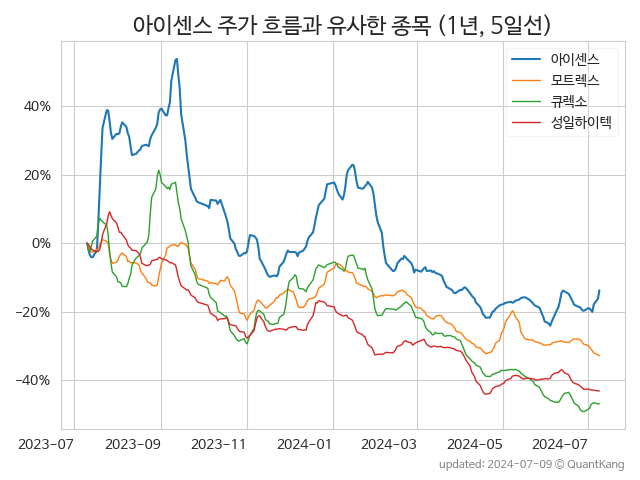 아이센스 주가 흐름과 유사한 종목 (1년, 5일선)
아이센스
모트렉스
큐렉소
성일하이텍
40%
20%
0%
−20%
−40%
2023-07 2023-09 2023-11 2024-01 2024-03 2024-05 2024-07
updated: 2024-07-09 © QuantKang